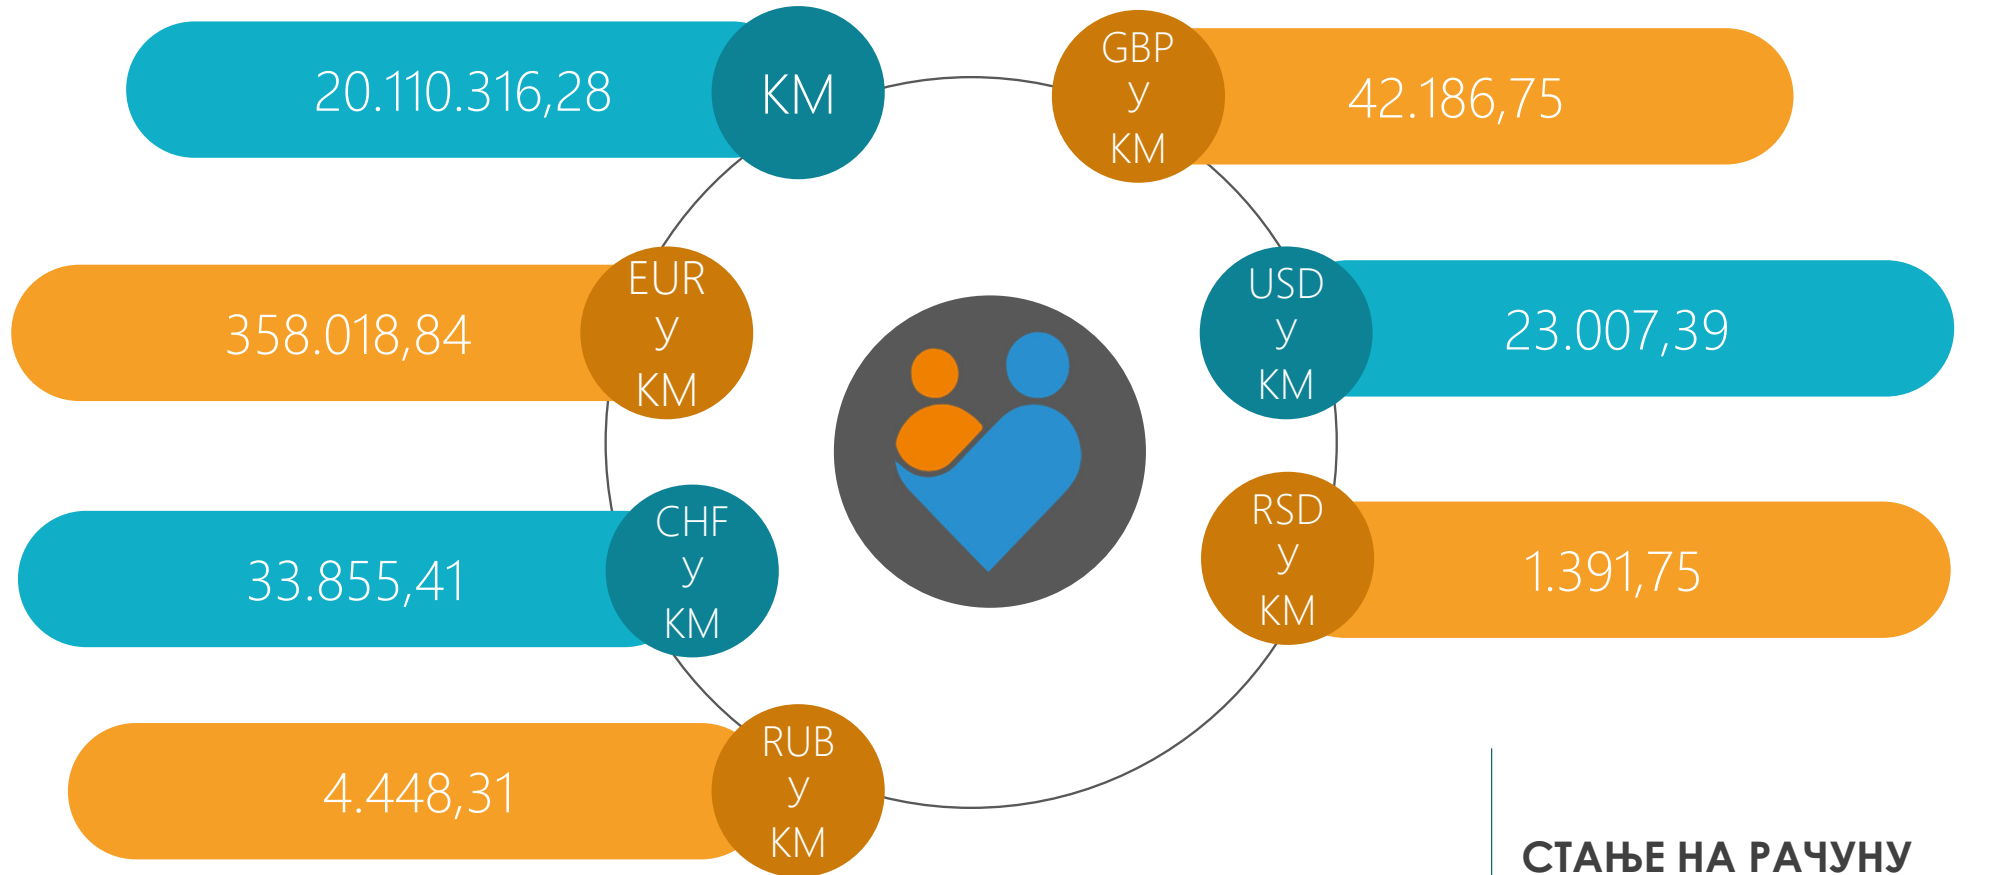 20.110.316,28
КМ
GBP
у
КМ
42.186,75
358.018,84
EUR
у
КМ
USD
у
КМ
23.007,39
33.855,41
CHF
у
КМ
RSD
у
КМ
1.391,75
4.448,31
RUB
у
КМ
СТАЊЕ НА РАЧУНУ